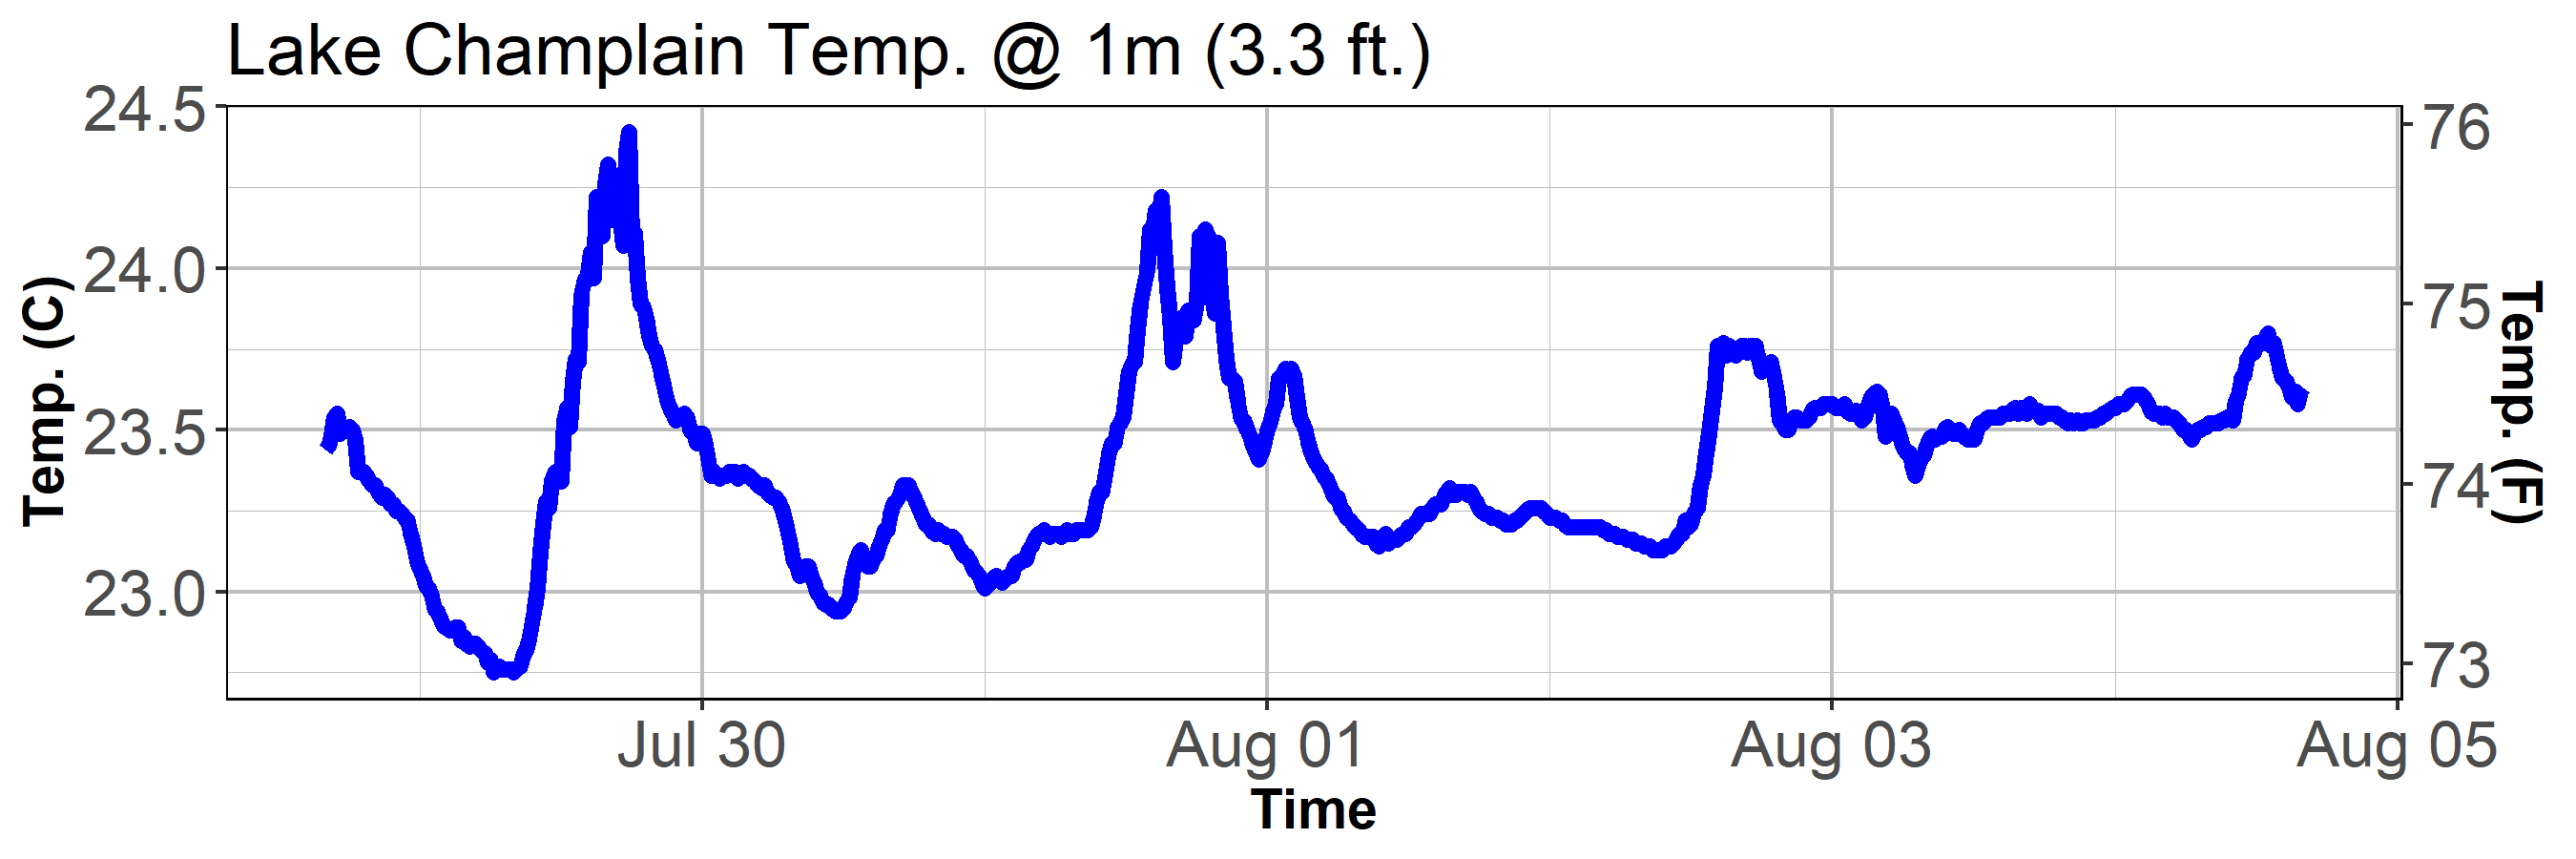 Lake Champlain Temp. @ 1m (3.3 ft.)
24.5
24.0
23.5
23.0
Temp. (C)
76
75
74
73
Temp. (F)
Jul 30
Aug 01
Aug 03
Aug 05
Time